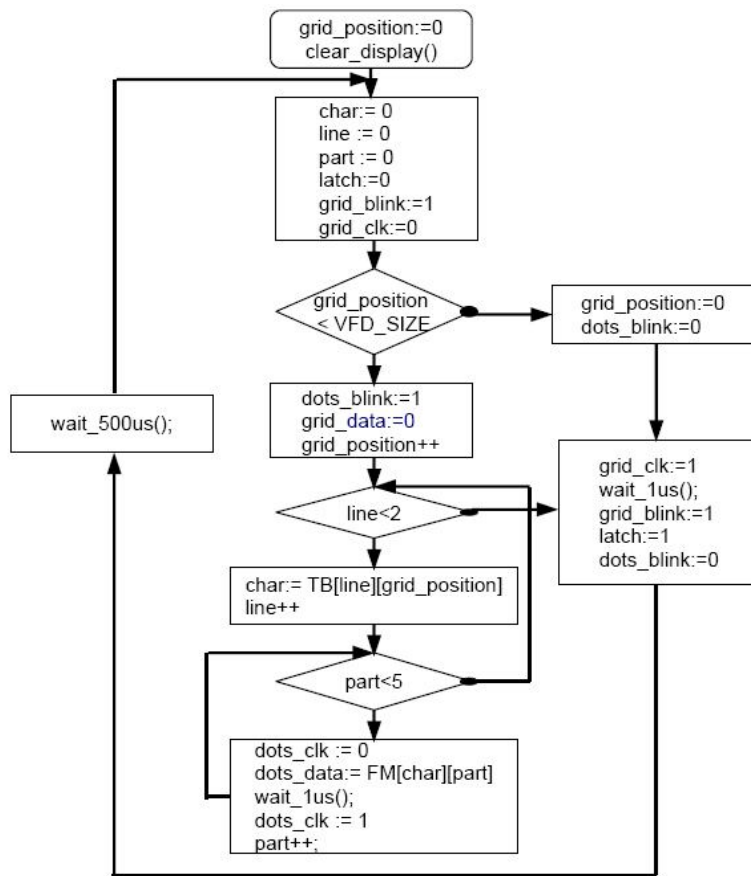 grid_position:=0
clear_display()
char:= 0
line := 0
part := 0
latch:=0
grid_blink:=1
grid_clk:=0
grid_position
< VFD_SIZE
grid_position:=0
dots_blink:=0
dots_blink:=1
grid_data:=0
grid_position++
wait_500us();
line<2
grid_clk:=1
wait_1us();
grid_blink:=1
latch:=1
dots_blink:=0
char:= TB[line][grid_position]
line++
part<5
dots_clk := 0
dots_data:= FM[char][part]
wait_1us();
dots_clk := 1
part++;